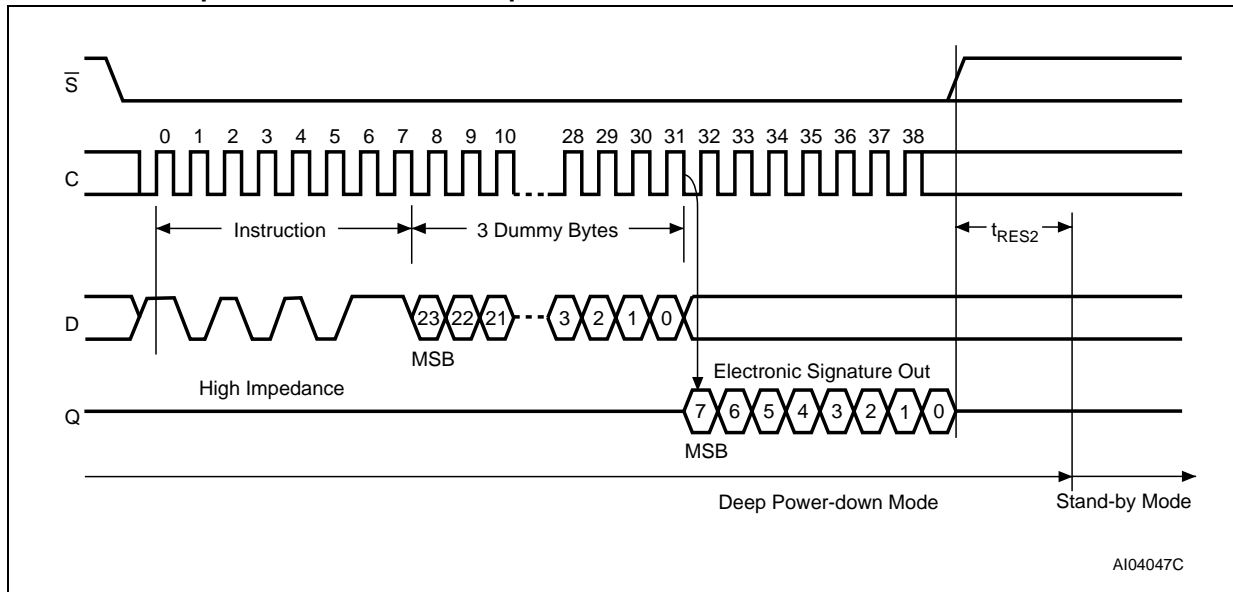 S
0 1 2 3 4 5 6 7 8 9 10 28 29 30 31 32 33 34 35 36 37 38
C
Instruction 3 Dummy Bytes tRES2
D 23 22 21 3 2 1 0
MSB
High Impedance Electronic Signature Out
Q 7 6 5 4 3 2 1 0
MSB
Deep Power-down Mode Stand-by Mode
AI04047C